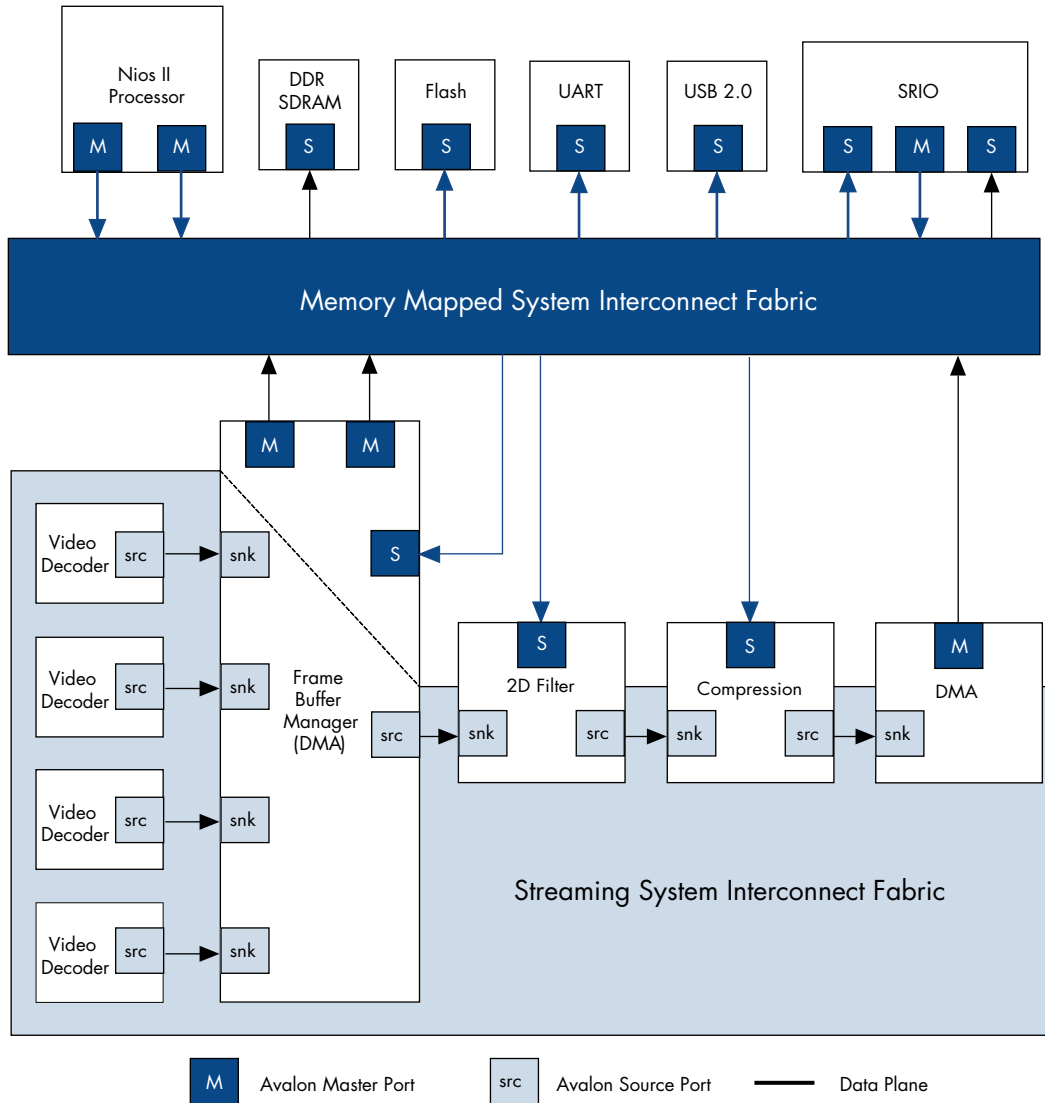 Nios II
Processor
M
M
DDR
SDRAM
S
Flash
S
UART
S
USB 2.0
S
SRIO
S
M
S
Memory Mapped System Interconnect Fabric
M
M
S
Video
Decoder
src
snk
Video
Decoder
src
snk
Video
Decoder
src
snk
Video
Decoder
src
snk
Frame
Buffer
Manager
(DMA)
src
S
2D Filter
snk
src
S
Compression
snk
src
M
DMA
snk
Streaming System Interconnect Fabric
M Avalon Master Port
src Avalon Source Port
Data Plane